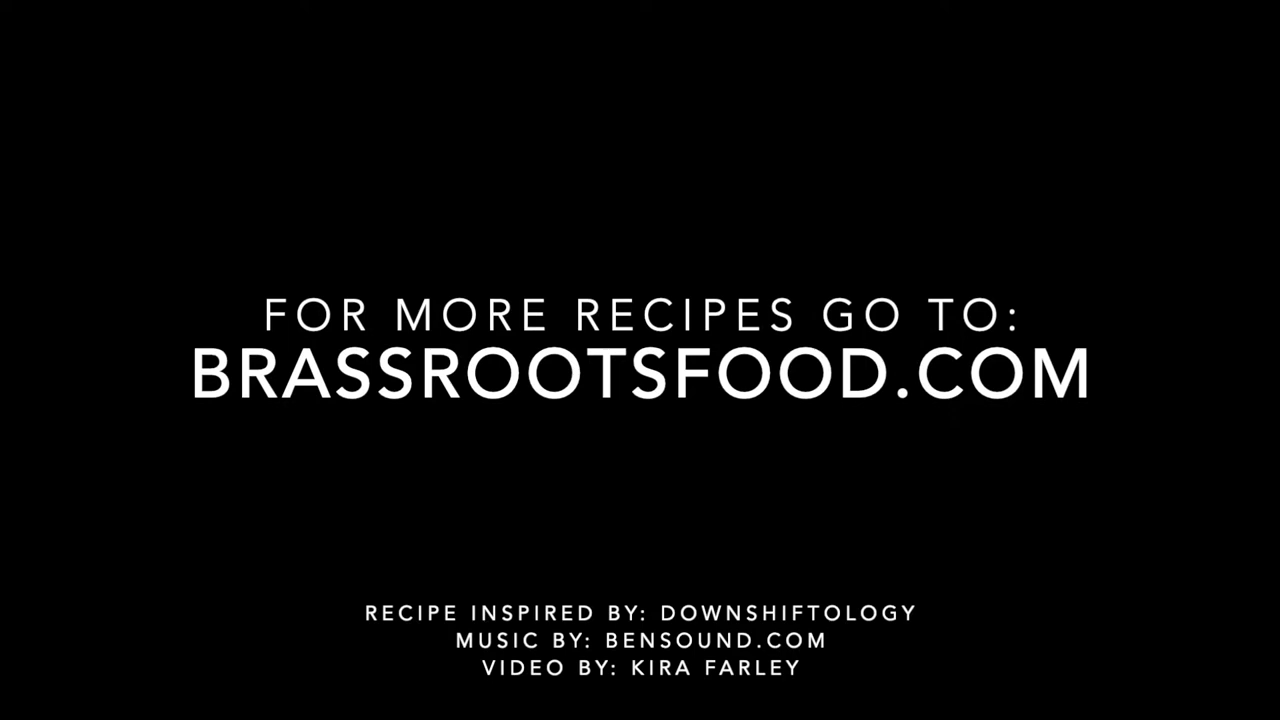 FOR MORE RECIPES GO TO:
BRASSROOTSFOOD.COM
RECIPE INSPIRED BY: DOWNSHIFTOLOGY
MUSIC BY: BENSOUND.COM
VIDEO BY: KIRA FARLEY